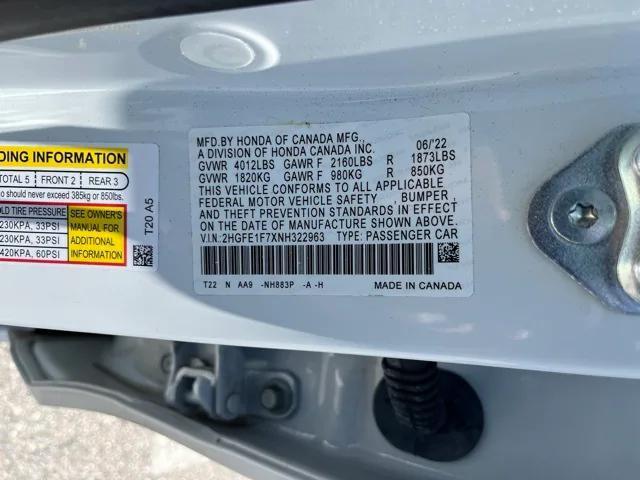 DING INFORMATION
TOTAL 5 FRONT 2 REAR 3
should never exceed 385kg or 850lbs.
OLD TIRE PRESSURE
230KPA, 33PSI
230KPA, 33PSI
420KPA, 60PSI
SEE OWNER'S
MANUAL FOR
ADDITIONAL
INFORMATION
T20 A5
MFD.BY HONDA OF CANADA MFG., 06/'22
A DIVISION OF HONDA CANADA INC.
GVWR 4012LBS GAWR F 2160LBS R 1873LBS
GVWR 1820KG GAWR F 980KG R 850KG
THIS VEHICLE CONFORMS TO ALL APPLICABLE
FEDERAL MOTOR VEHICLE SAFETY, BUMPER
AND THEFT PREVENTION STANDARDS IN EFFECT
ON THE DATE OF MANUFACTURE SHOWN ABOVE.
V.I.N.:2HGFE1F7XNH322963 TYPE: PASSENGER CAR
T22 N AA9 -NH883P -A -H
MADE IN CANADA